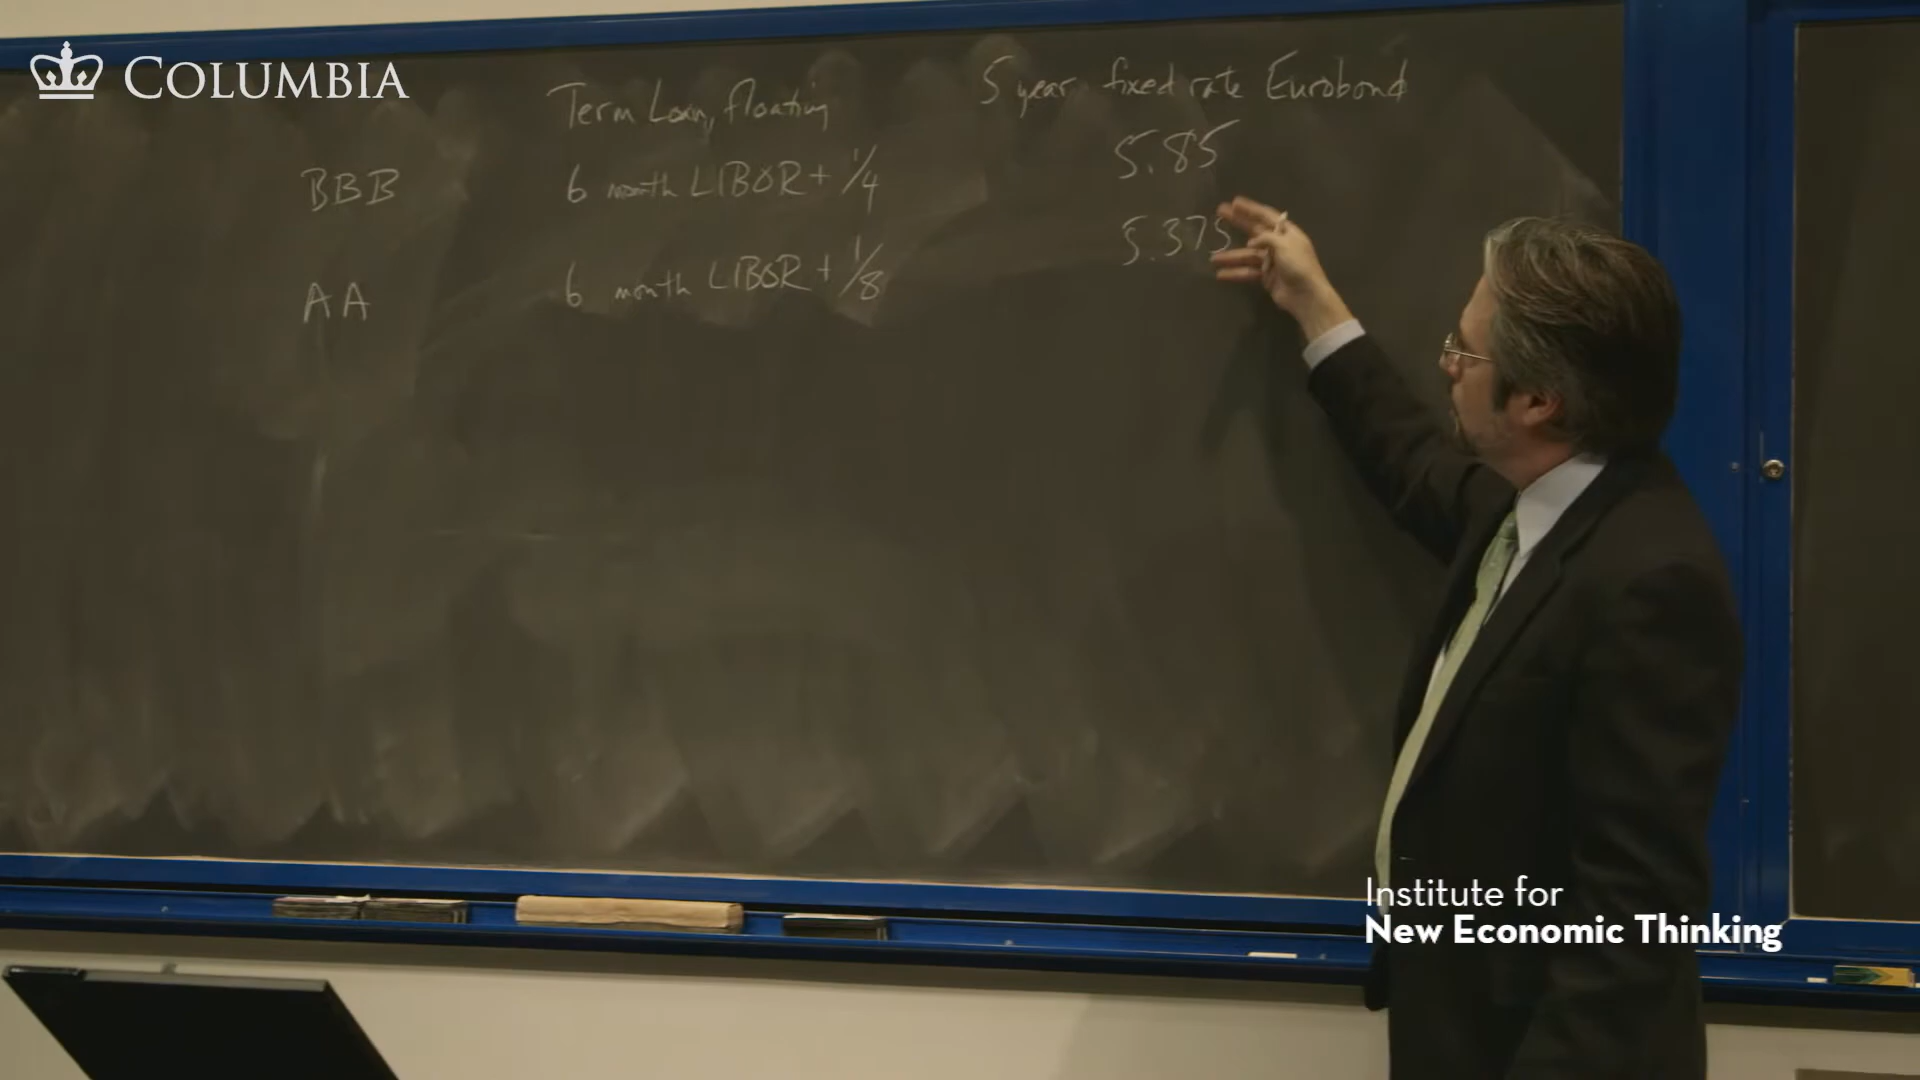 COLUMBIA
Term Loan, floating
5 year fixed rate Eurobond
BBB
6 month LIBOR + 1/4
5.85
AA
6 month LIBOR + 1/8
5.375
Institute for
New Economic Thinking